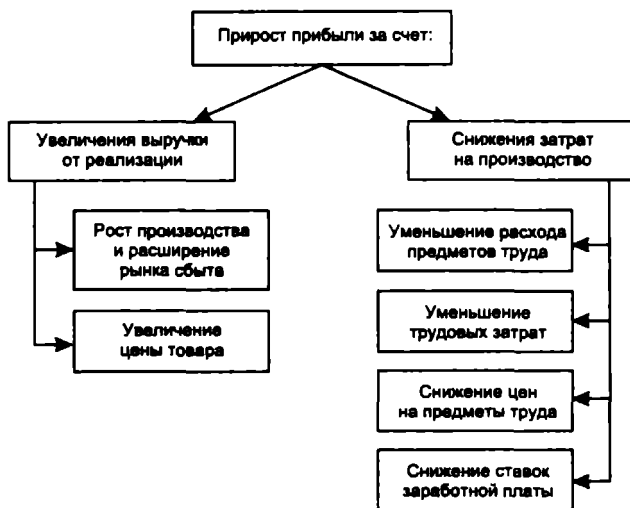 Прирост прибыли за счет:
Увеличения выручки
от реализации
Снижения затрат
на производство
Рост производства
и расширение
рынка сбыта
Увеличение
цены товара
Уменьшение расхода
предметов труда
Уменьшение
трудовых затрат
Снижение цен
на предметы труда
Снижение ставок
заработной платы